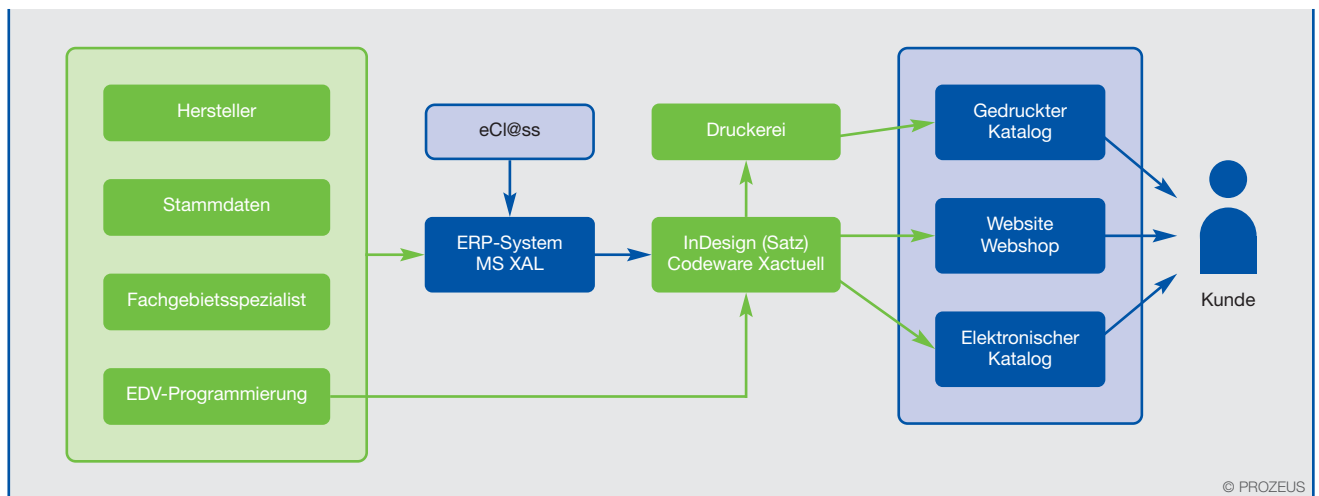 Hersteller
Stammdaten
Fachgebietsspezialist
EDV-Programmierung
eCl@ss
ERP-System
MS XAL
Druckerei
InDesign (Satz)
Codeware Xactuell
Gedruckter
Katalog
Website
Webshop
Elektronischer
Katalog
Kunde
© PROZEUS